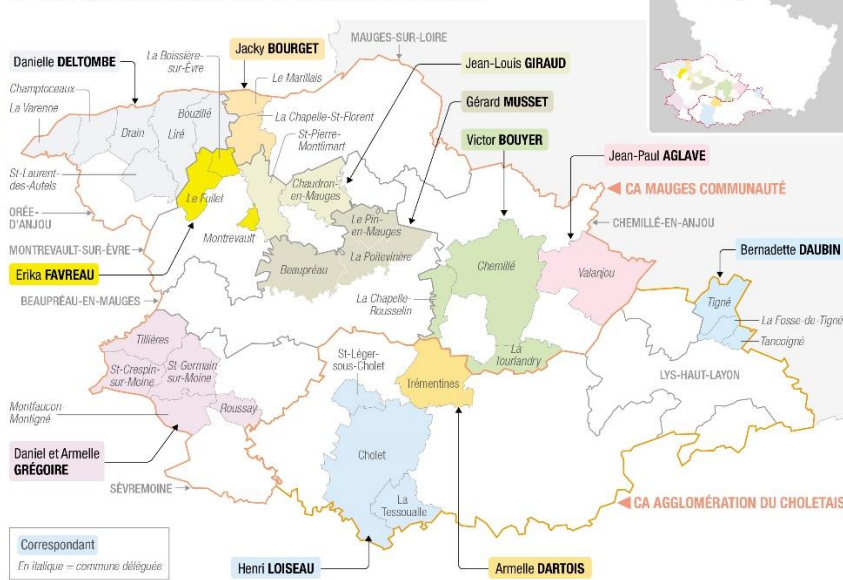 MAUGES-SUR-LOIRE
Danielle DELTOMBE
La Boissière-
sur-Èvre
Jacky BOURGET
Le Marillais
Jean-Louis GIRAUD
Champtoceaux
La Varenne
Bouzillé
Drain
Liré
La Chapelle-St-Florent
St-Pierre-
Montlimart
Gérard MUSSET
Victor BOUYER
Jean-Paul AGLAVE
St-Laurent-
des-Autels
Le Fuilet
Chaudron-
en-Mauges
CA MAUGES COMMUNAUTÉ
ORÉE-
D'ANJOU
Montrevault
Le Pin-
en-Mauges
CHEMILLÉ-EN-ANJOU
MONTREVAULT-SUR-ÈVRE
La Poitevinière
Bernadette DAUBIN
Erika FAVREAU
Beaupréau
Chemillé
Valanjou
BEAUPRÉAU-EN-MAUGES
La Chapelle-
Rousselin
Tigné
La Fosse-de-Tigné
Tancoigné
Tillières
St-Léger-
sous-Cholet
La
Tourlandry
St-Crespin-
sur-Moine
St-Germain
sur-Moine
Trémentines
LYS-HAUT-LAYON
Montfaucon-
Montigné
Roussay
Daniel et Armelle
GRÉGOIRE
Cholet
SÈVREMOINE
La
Tessoualle
CA AGGLOMÉRATION DU CHOLETAIS
Correspondant
En italique = commune déléguée
Henri LOISEAU
Armelle DARTOIS